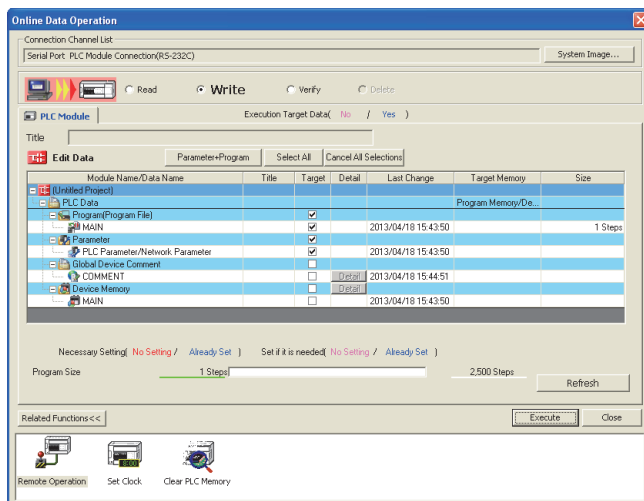 Online Data Operation
Connection Channel List
Serial Port PLC Module Connection(RS-232C)
System Image...
Read
Write
Verify
Delete
PLC Module
Execution Target Data( No / Yes )
Title
Edit Data
Parameter+Program
Select All
Cancel All Selections
Module Name/Data Name Title Target Detail Last Change Target Memory Size
(Untitled Project)
PLC Data Program Memory/De...
Program(Program File)
MAIN 2013/04/18 15:43:50 1 Steps
Parameter
PLC Parameter/Network Parameter 2013/04/18 15:43:50
Global Device Comment
COMMENT Detail 2013/04/18 15:44:51
Device Memory Detail
MAIN 2013/04/18 15:43:50
Necessary Setting( No Setting / Already Set ) Set if it is needed( No Setting / Already Set )
Program Size 1 Steps 2,500 Steps
Refresh
Related Functions<<
Execute
Close
Remote Operation
Set Clock
Clear PLC Memory